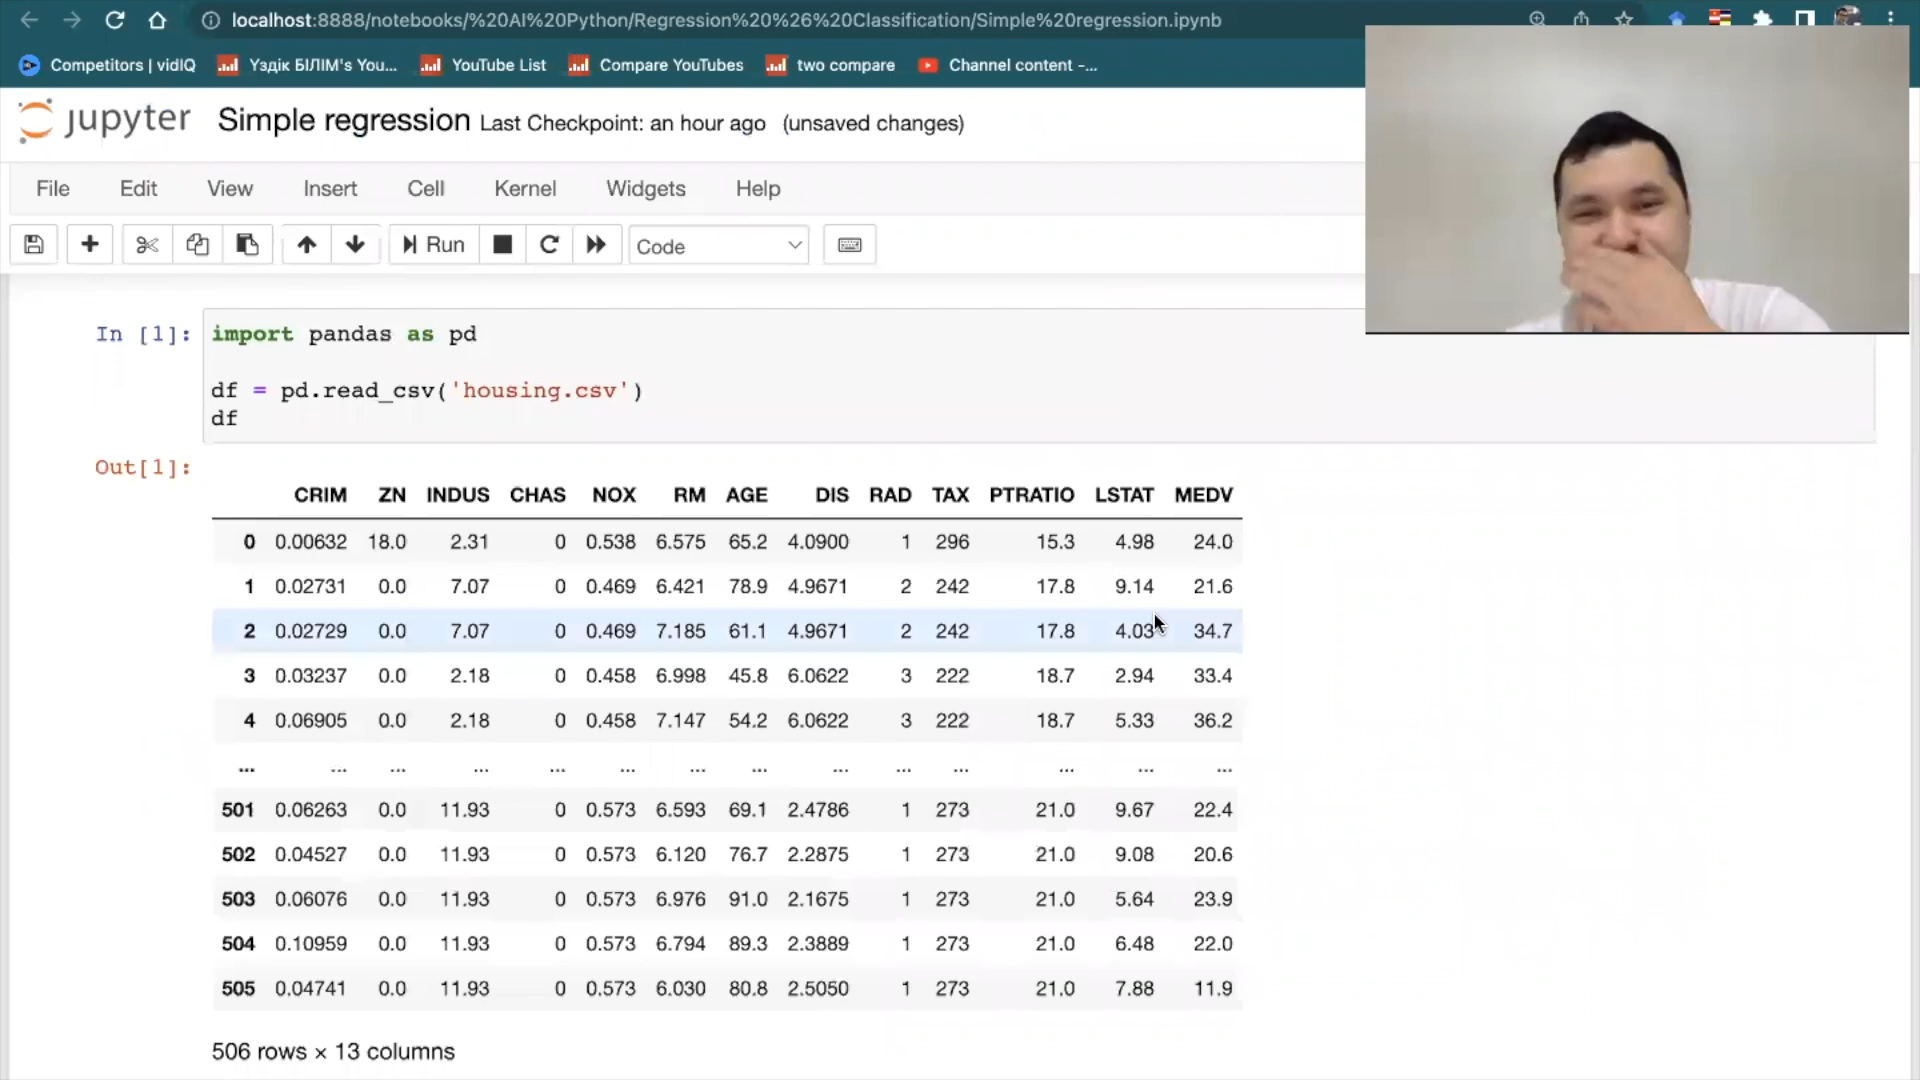 localhost:8888/notebooks/%20AI%20Python/Regression%20%26%20Classification/Simple%20regression.ipynb
Competitors | vidIQ Үздік БІЛІМ's You... YouTube List Compare YouTubes two compare Channel content -...
jupyter Simple regression Last Checkpoint: an hour ago (unsaved changes)
File Edit View Insert Cell Kernel Widgets Help
Run Code
In [1]: import pandas as pd
df = pd.read_csv('housing.csv')
df
Out[1]:
CRIM ZN INDUS CHAS NOX RM AGE DIS RAD TAX PTRATIO LSTAT MEDV
0 0.00632 18.0 2.31 0 0.538 6.575 65.2 4.0900 1 296 15.3 4.98 24.0
1 0.02731 0.0 7.07 0 0.469 6.421 78.9 4.9671 2 242 17.8 9.14 21.6
2 0.02729 0.0 7.07 0 0.469 7.185 61.1 4.9671 2 242 17.8 4.03 34.7
3 0.03237 0.0 2.18 0 0.458 6.998 45.8 6.0622 3 222 18.7 2.94 33.4
4 0.06905 0.0 2.18 0 0.458 7.147 54.2 6.0622 3 222 18.7 5.33 36.2
... ... ... ... ... ... ... ... ... ... ... ... ... ...
501 0.06263 0.0 11.93 0 0.573 6.593 69.1 2.4786 1 273 21.0 9.67 22.4
502 0.04527 0.0 11.93 0 0.573 6.120 76.7 2.2875 1 273 21.0 9.08 20.6
503 0.06076 0.0 11.93 0 0.573 6.976 91.0 2.1675 1 273 21.0 5.64 23.9
504 0.10959 0.0 11.93 0 0.573 6.794 89.3 2.3889 1 273 21.0 6.48 22.0
505 0.04741 0.0 11.93 0 0.573 6.030 80.8 2.5050 1 273 21.0 7.88 11.9
506 rows × 13 columns